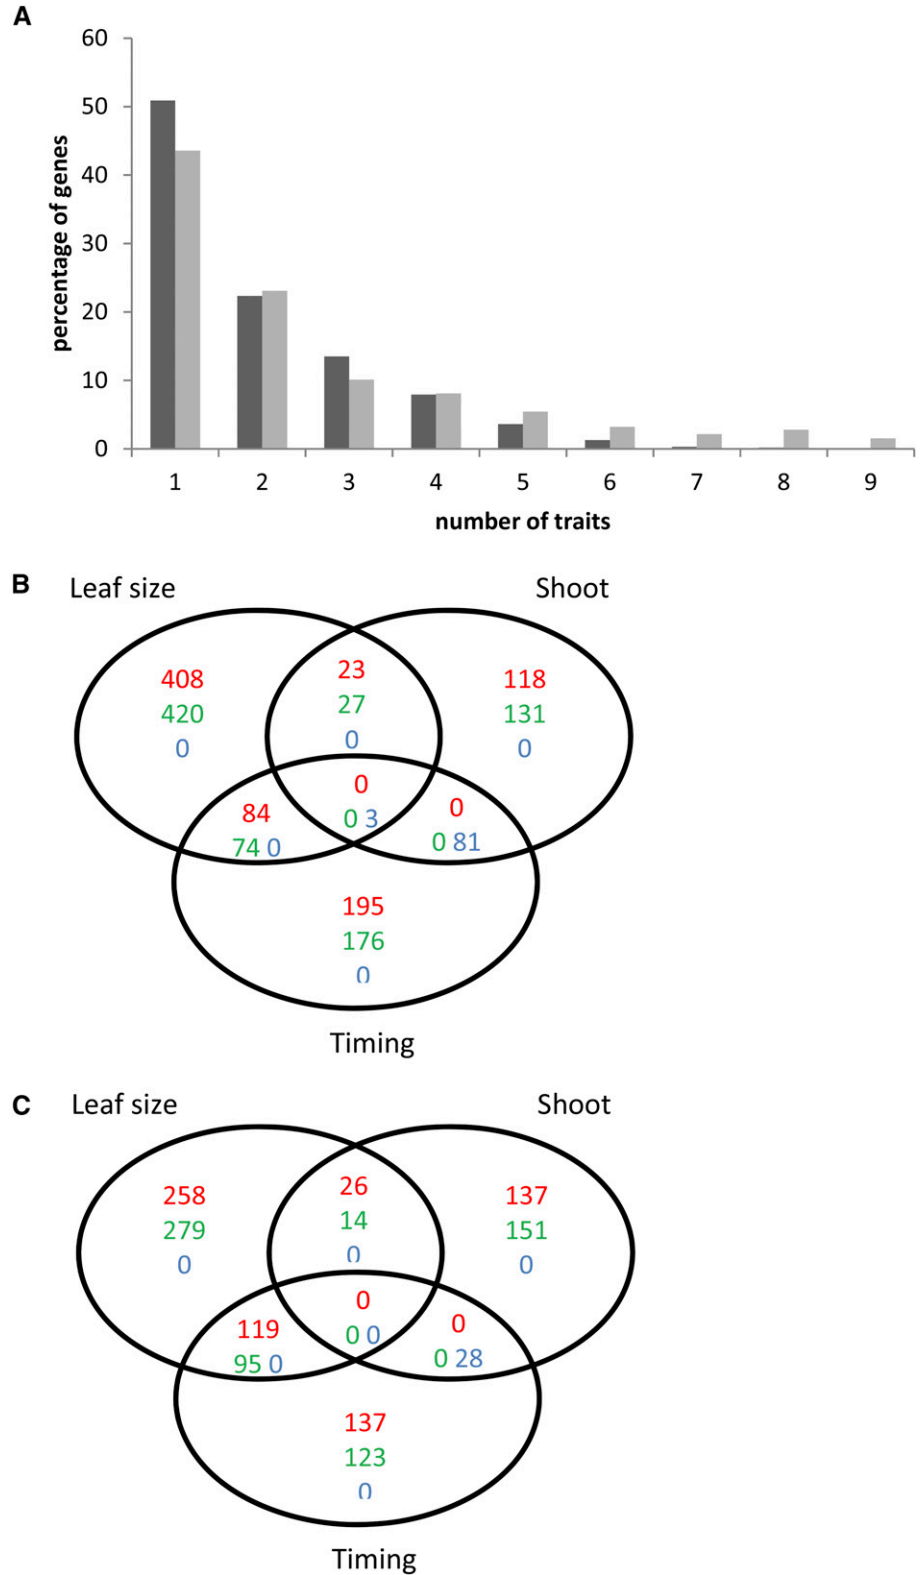 A
60
50
40
30
20
10
0
percentage of genes
1 2 3 4 5 6 7 8 9
number of traits
B
Leaf size Shoot
408 23 118
420 27 131
0 0 0
84 0 0
74 0 0 3 0 81
195
176
0
Timing
C
Leaf size Shoot
258 26 137
279 14 151
0 0 0
119 0 0
95 0 0 0 0 28
137
123
0
Timing